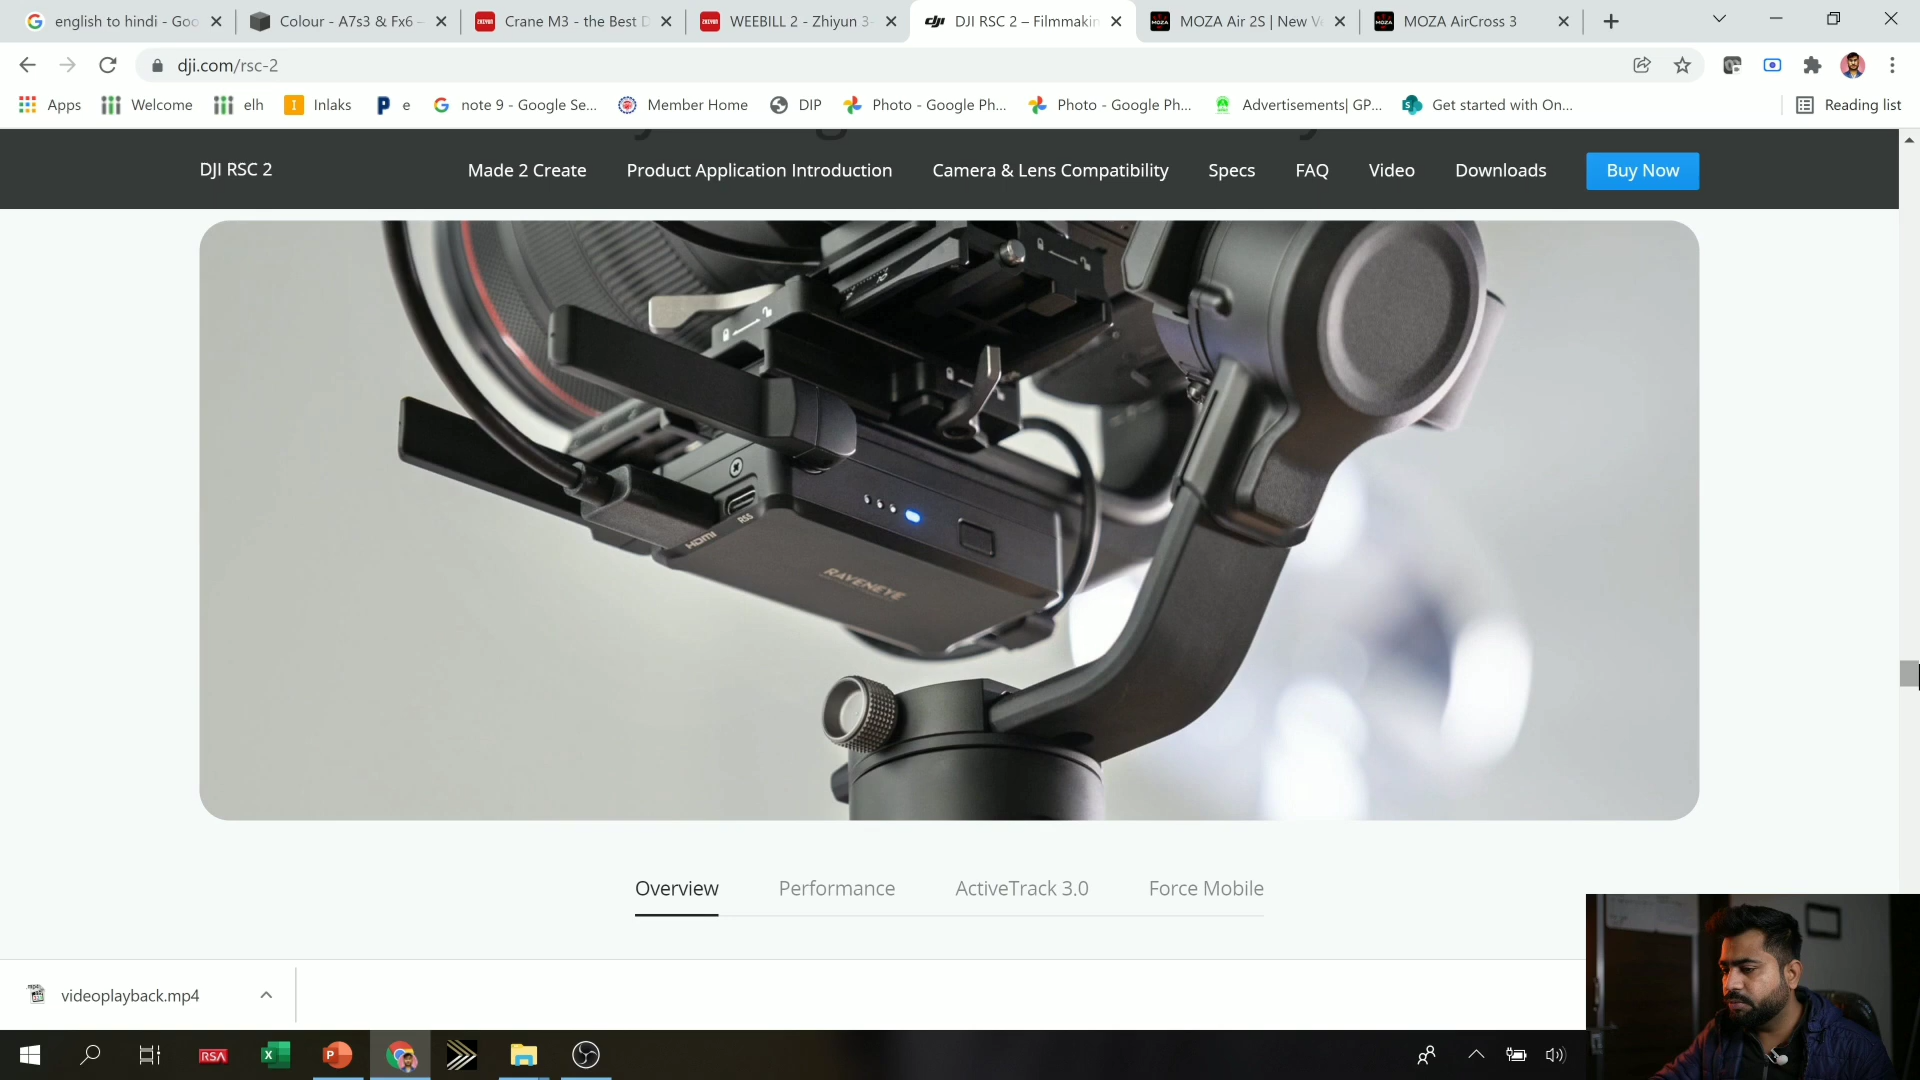 english to hindi - Goo
Colour - A7s3 & Fx6 –
Crane M3 - the Best D
WEEBILL 2 - Zhiyun 3-
DJI RSC 2 – Filmmakin
MOZA Air 2S | New Ve
MOZA AirCross 3
dji.com/rsc-2
Apps
Welcome
elh
Inlaks
e
note 9 - Google Se...
Member Home
DIP
Photo - Google Ph...
Photo - Google Ph...
Advertisements| GP...
Get started with On...
Reading list
DJI RSC 2
Made 2 Create
Product Application Introduction
Camera & Lens Compatibility
Specs
FAQ
Video
Downloads
Buy Now
RSS
HDMI
RAVENEYE
Overview
Performance
ActiveTrack 3.0
Force Mobile
videoplayback.mp4
RSA